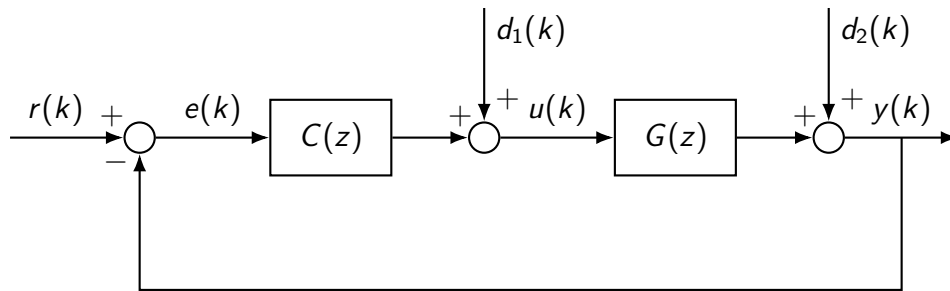 d₁(k) d₂(k)
r(k) + e(k) C(z) + + u(k) G(z) + + y(k)
−